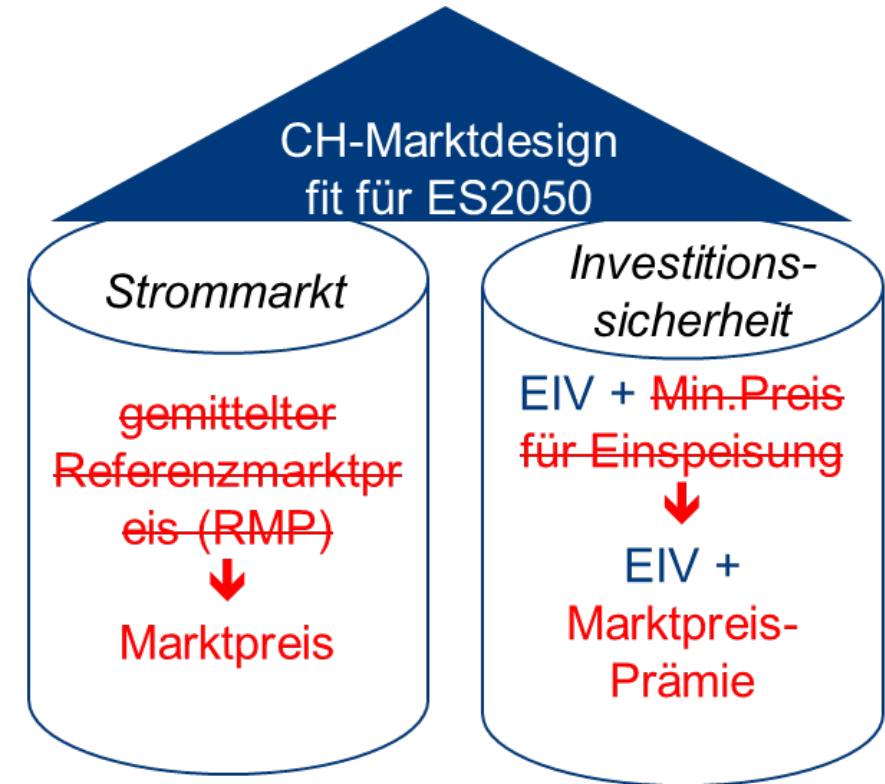 CH-Marktdesign
fit für ES2050
Strommarkt
gemittelter
Referenzmarktpr
eis (RMP)
Marktpreis
Investitions-
sicherheit
EIV + Min.Preis
für Einspeisung
EIV +
Marktpreis-
Prämie